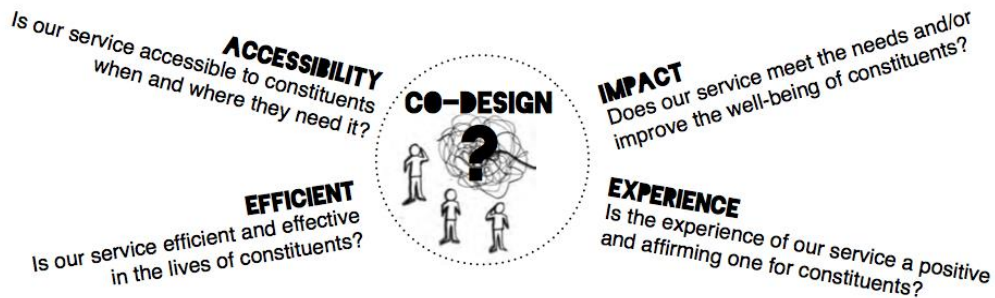 ACCESSIBILITY
Is our service accessible to constituents
when and where they need it?
CO-DESIGN
?
IMPACT
Does our service meet the needs and/or
improve the well-being of constituents?
EFFICIENT
Is our service efficient and effective
in the lives of constituents?
EXPERIENCE
Is the experience of our service a positive
and affirming one for constituents?